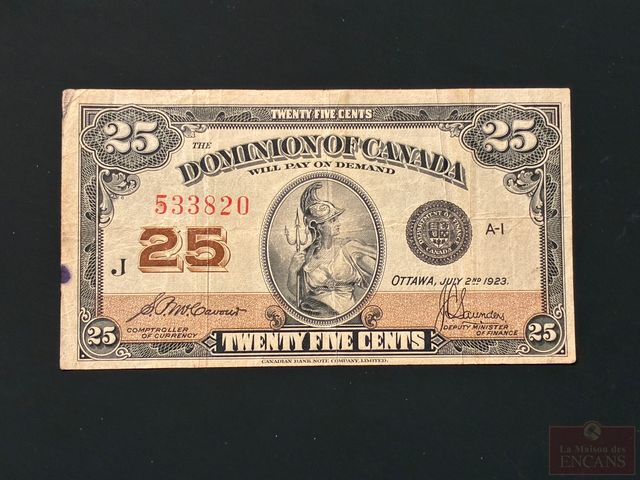 TWENTY FIVE CENTS
25 25
THE
DOMINION OF CANADA
WILL PAY ON DEMAND
533820
A-1
J 25
OTTAWA, JULY 2ND 1923.
S.P. McCavour
J.C. Saunders
COMPTROLLER
OF CURRENCY
DEPUTY MINISTER
OF FINANCE
25 TWENTY FIVE CENTS 25
CANADIAN BANK NOTE COMPANY, LIMITED.
La Maison des
ENCANS